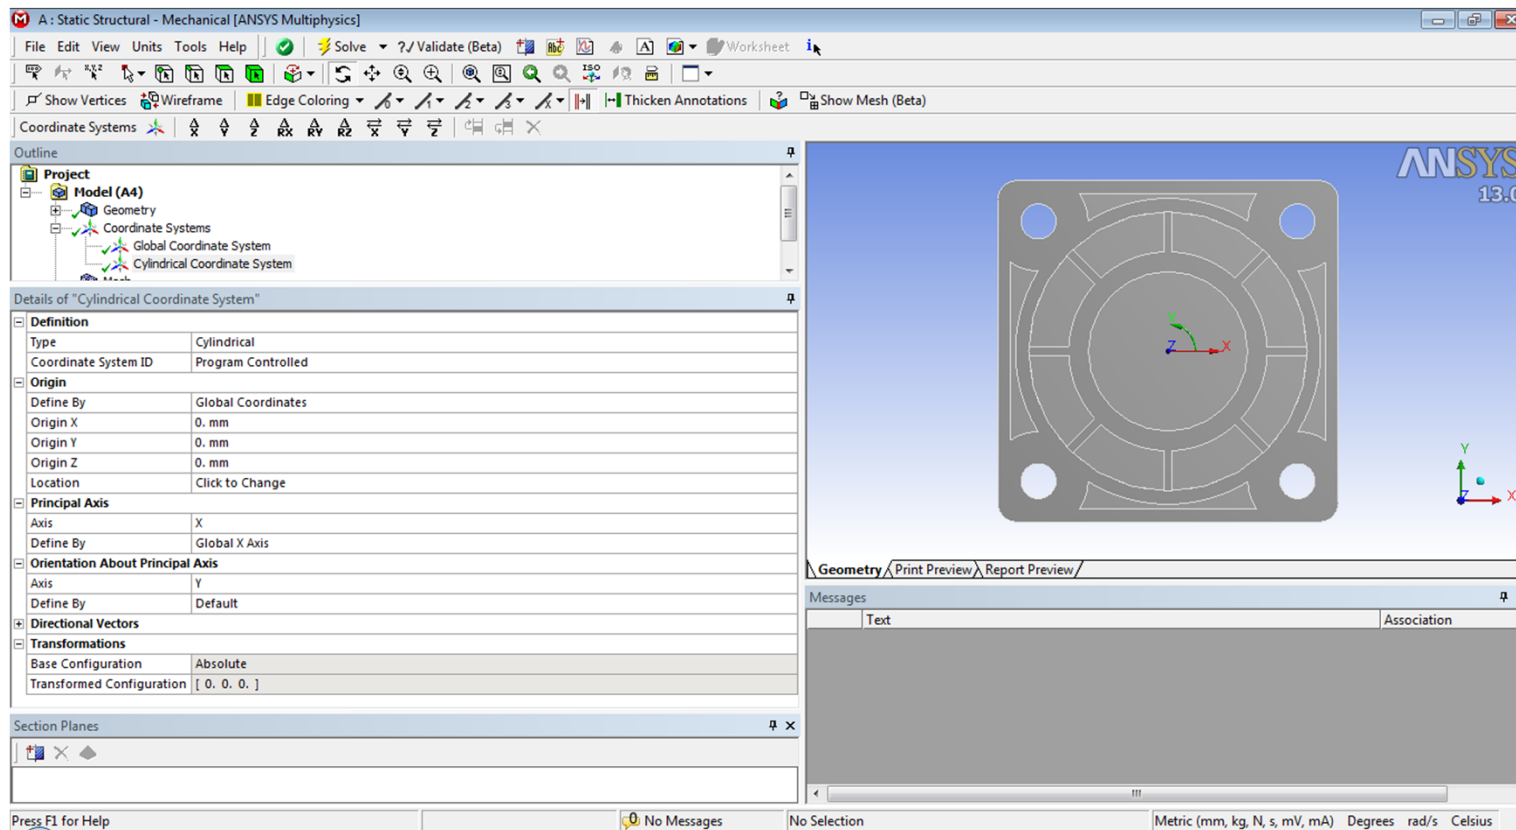 A : Static Structural - Mechanical [ANSYS Multiphysics]
File Edit View Units Tools Help Solve ?/ Validate (Beta) Worksheet
Show Vertices Wireframe Edge Coloring Thicken Annotations Show Mesh (Beta)
Coordinate Systems X Y Z RX RY RZ X Y Z
Outline
Project
Model (A4)
Geometry
Coordinate Systems
Global Coordinate System
Cylindrical Coordinate System
Mesh
Details of "Cylindrical Coordinate System"
Definition
Type Cylindrical
Coordinate System ID Program Controlled
Origin
Define By Global Coordinates
Origin X 0. mm
Origin Y 0. mm
Origin Z 0. mm
Location Click to Change
Principal Axis
Axis X
Define By Global X Axis
Orientation About Principal Axis
Axis Y
Define By Default
Directional Vectors
Transformations
Base Configuration Absolute
Transformed Configuration [ 0. 0. 0. ]
Section Planes
ANSYS
13.0
Y
Z X
Y
Z X
Geometry Print Preview Report Preview
Messages
Text Association
Press F1 for Help 0 No Messages No Selection Metric (mm, kg, N, s, mV, mA) Degrees rad/s Celsius